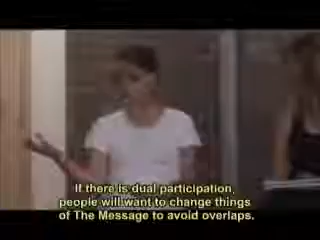 If there is dual participation,
people will want to change things
of The Message to avoid overlaps.